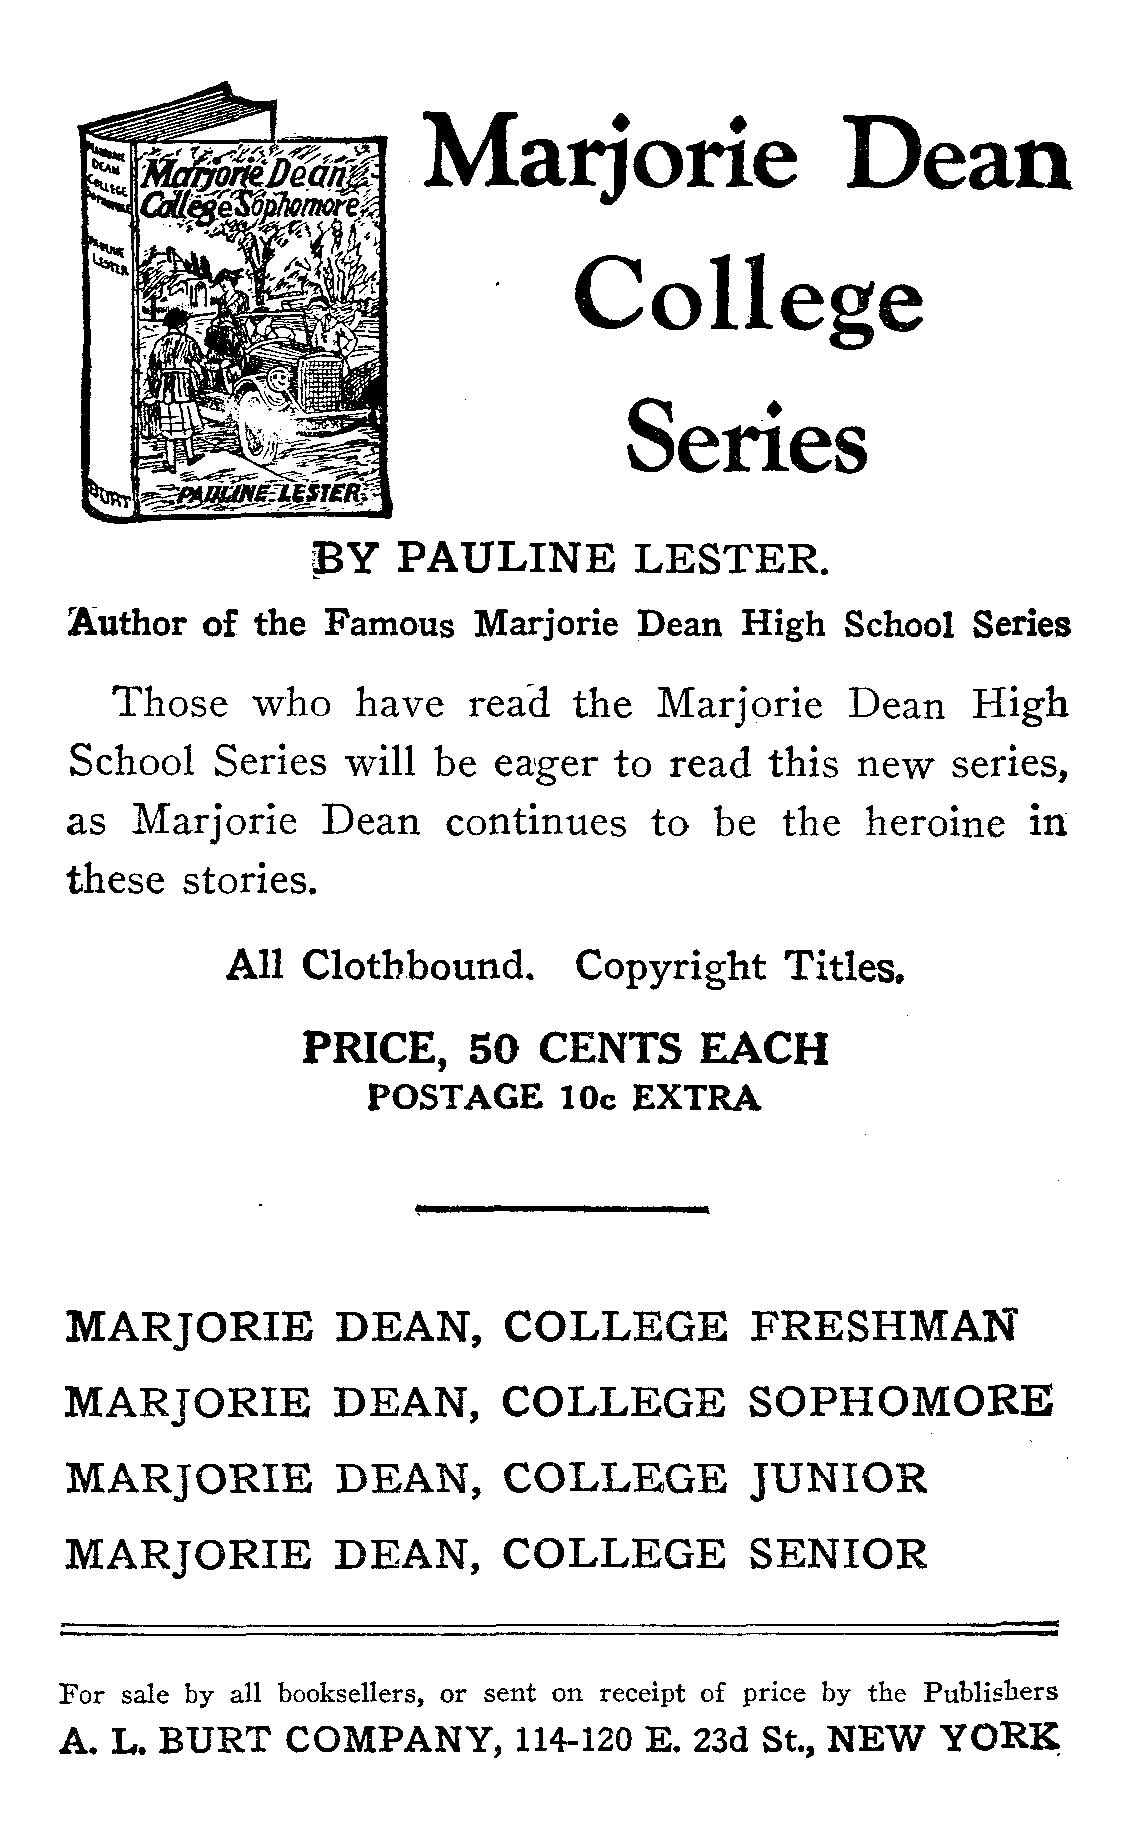 Marjorie Dean
College
Series
MARJORIE
DEAN
COLLEGE
SOPHOMORE
PAULINE
LESTER
BURT
Marjorie Dean
College Sophomore
PAULINE LESTER
BY PAULINE LESTER.
Author of the Famous Marjorie Dean High School Series
Those who have read the Marjorie Dean High
School Series will be eager to read this new series,
as Marjorie Dean continues to be the heroine in
these stories.
All Clothbound. Copyright Titles.
PRICE, 50 CENTS EACH
POSTAGE 10c EXTRA
MARJORIE DEAN, COLLEGE FRESHMAN
MARJORIE DEAN, COLLEGE SOPHOMORE
MARJORIE DEAN, COLLEGE JUNIOR
MARJORIE DEAN, COLLEGE SENIOR
For sale by all booksellers, or sent on receipt of price by the Publishers
A. L. BURT COMPANY, 114-120 E. 23d St., NEW YORK